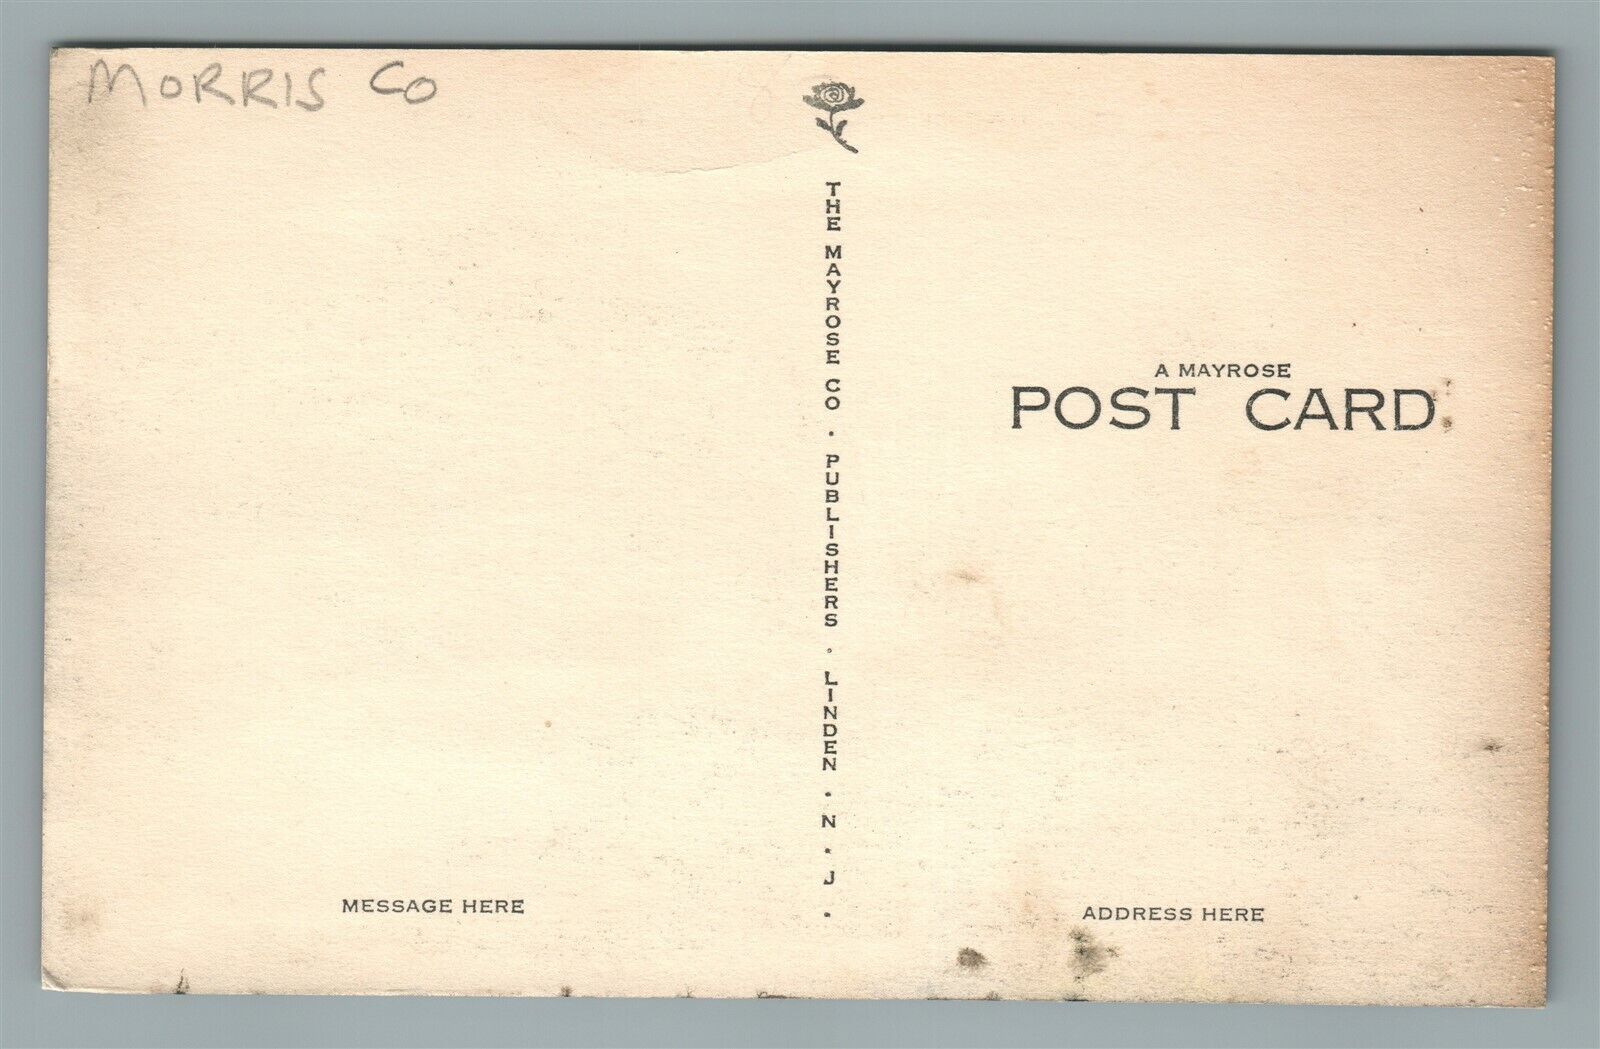 MORRIS CO
THE MAYROSE CO · PUBLISHERS · LINDEN · N · J ·
A MAYROSE
POST CARD
MESSAGE HERE
ADDRESS HERE